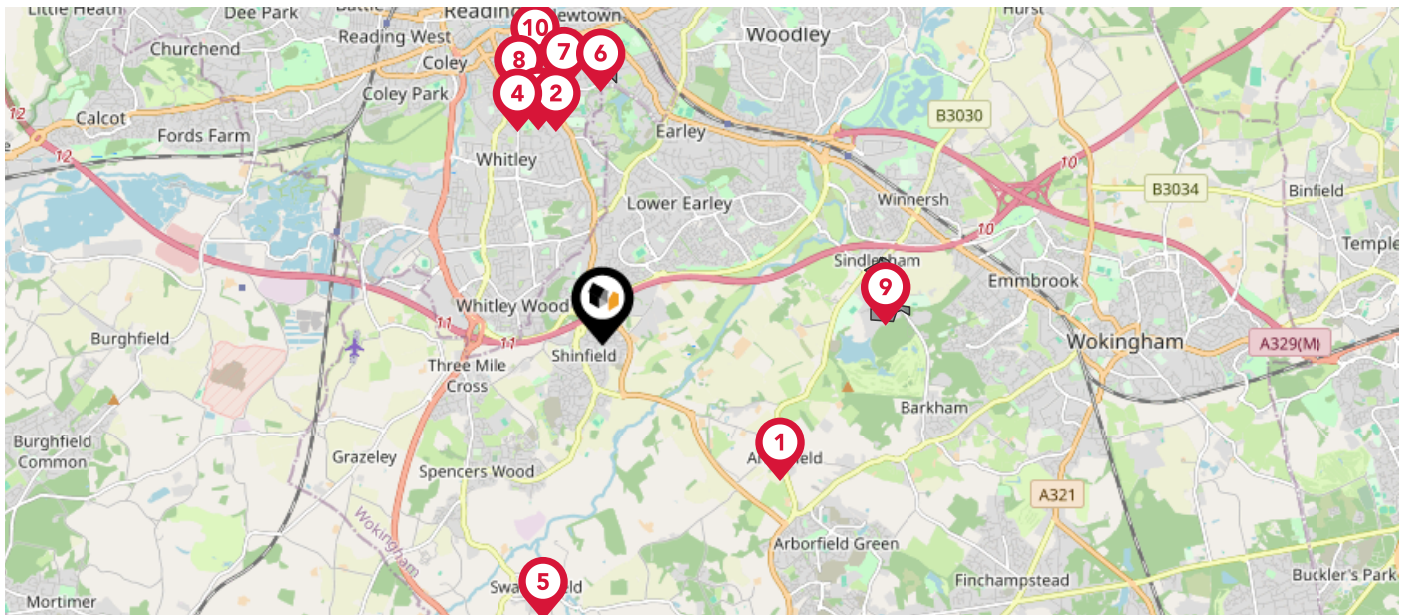 Little Heath
Dee Park
Reading
Newtown
Hurst
Churchend
Reading West
10
Woodley
8
7
6
Coley
4
2
Coley Park
12
Calcot
Fords Farm
B3030
Earley
12
Whitley
10
B3034
Binfield
Lower Earley
Winnersh
10
Temple
Sindlesham
Emmbrook
9
Whitley Wood
11
11
Burghfield
Shinfield
Wokingham
A329(M)
Three Mile
Cross
Barkham
1
Burghfield
Common
Grazeley
Spencers Wood
A321
Wokingham
Arborfield Green
Finchampstead
Buckler's Park
5
Mortimer